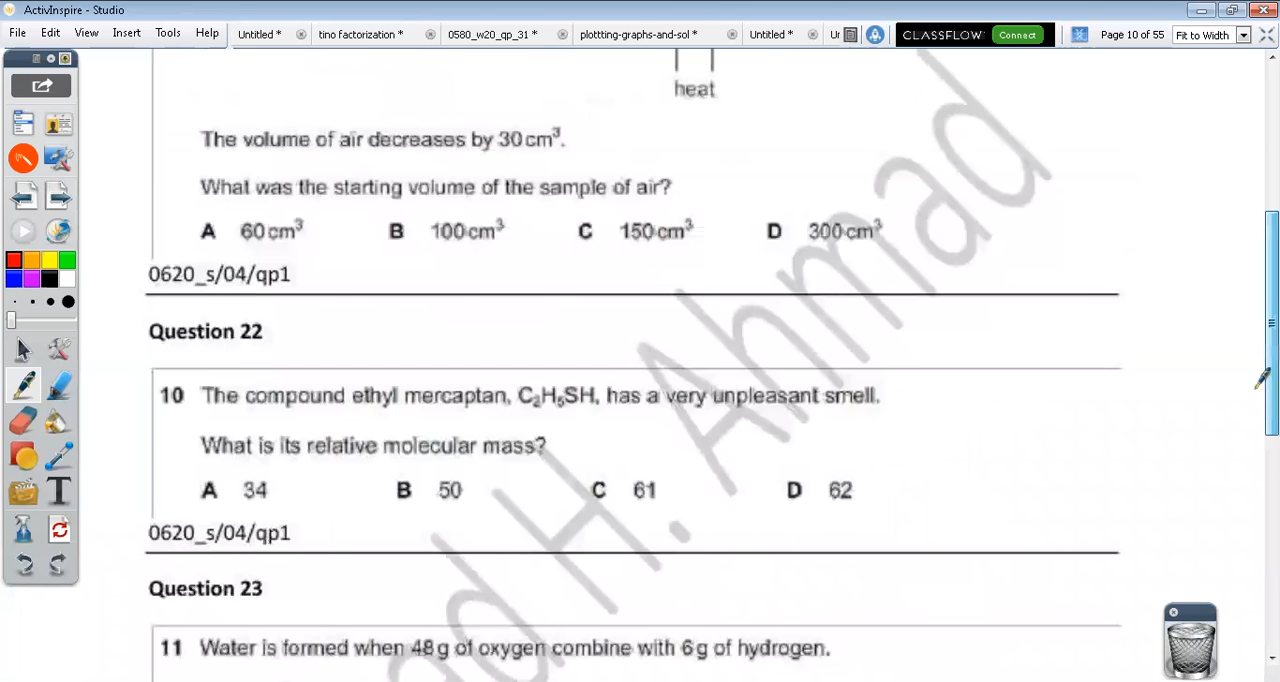 ActivInspire - Studio
File Edit View Insert Tools Help
Untitled * tino factorization * 0580_w20_qp_31 * plottting-graphs-and-sol * Untitled * Ur CLASSFLOW Connect Page 10 of 55 Fit to Width
heat
The volume of air decreases by 30 cm³.
What was the starting volume of the sample of air?
A 60 cm³ B 100 cm³ C 150 cm³ D 300 cm³
0620_s/04/qp1
Question 22
10 The compound ethyl mercaptan, C₂H₅SH, has a very unpleasant smell.
What is its relative molecular mass?
A 34 B 50 C 61 D 62
0620_s/04/qp1
Question 23
11 Water is formed when 48 g of oxygen combine with 6 g of hydrogen.
H. Ahmad